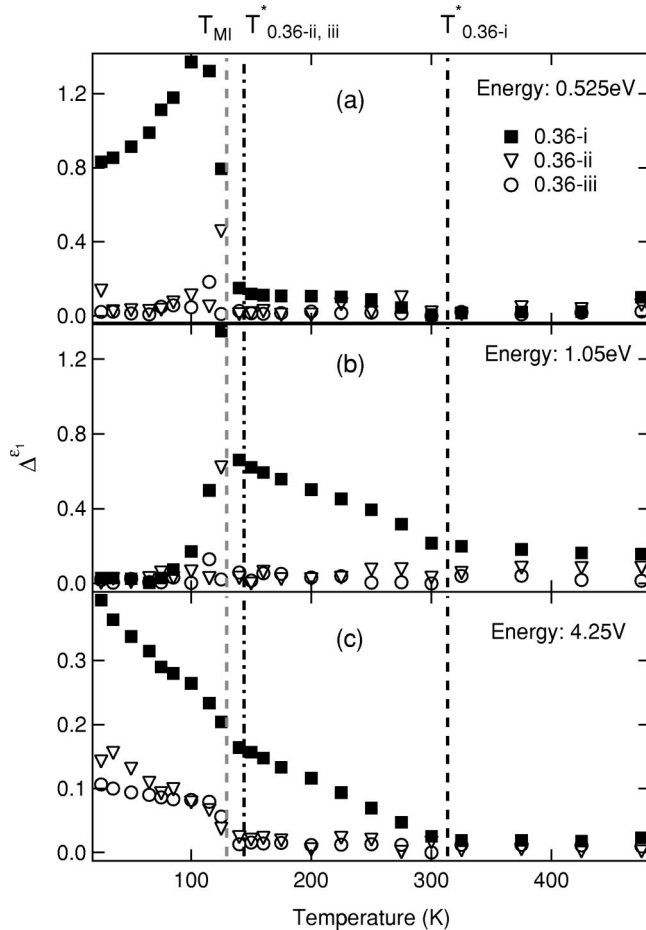 T_MI T*_0.36-ii, iii T*_0.36-i
1.2
0.8
0.4
0.0
(a)
Energy: 0.525eV
0.36-i
0.36-ii
0.36-iii
1.2
0.8
0.4
0.0
(b)
Energy: 1.05eV
Δ^ε₁
0.3
0.2
0.1
0.0
(c)
Energy: 4.25V
100 200 300 400
Temperature (K)